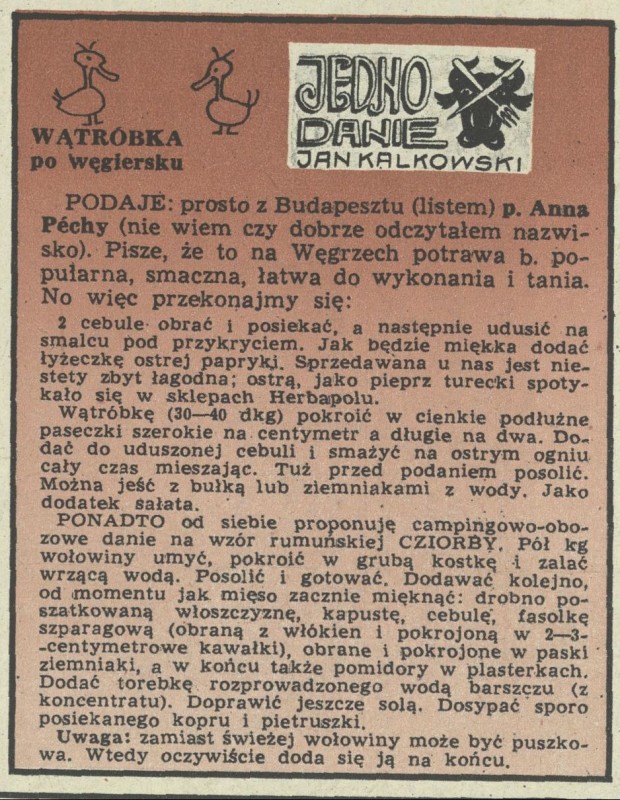 WĄTRÓBKA
po węgiersku
JEDNO
DANIE
JAN KALKOWSKI
PODAJE: prosto z Budapesztu (listem) p. Anna
Péchy (nie wiem czy dobrze odczytałem nazwi-
sko). Pisze, że to na Węgrzech potrawa b. po-
pularna, smaczna, łatwa do wykonania i tania.
No więc przekonajmy się:
2 cebule obrać i posiekać, a następnie udusić na
smalcu pod przykryciem. Jak będzie miękka dodać
łyżeczkę ostrej papryki. Sprzedawana u nas jest nie-
stety zbyt łagodna; ostrą, jako pieprz turecki spoty-
kało się w sklepach Herbapolu.
Wątróbkę (30—40 dkg) pokroić w cienkie podłużne
paseczki szerokie na centymetr a długie na dwa. Do-
dać do uduszonej cebuli i smażyć na ostrym ogniu
cały czas mieszając. Tuż przed podaniem posolić.
Można jeść z bułką lub ziemniakami z wody. Jako
dodatek sałata.
PONADTO od siebie proponuję campingowo-obo-
zowe danie na wzór rumuńskiej CZIORBY. Pół kg
wołowiny umyć, pokroić w grubą kostkę i zalać
wrzącą wodą. Posolić i gotować. Dodawać kolejno,
od momentu jak mięso zacznie mięknąć: drobno po-
szatkowaną włoszczyznę, kapustę, cebulę, fasolkę
szparagową (obraną z włókien i pokrojoną w 2—3-
-centymetrowe kawałki), obrane i pokrojone w paski
ziemniaki, a w końcu także pomidory w plasterkach.
Dodać torebkę rozprowadzonego wodą barszczu (z
koncentratu). Doprawić jeszcze solą. Dosypać sporo
posiekanego kopru i pietruszki.
Uwaga: zamiast świeżej wołowiny może być puszko-
wa. Wtedy oczywiście doda się ją na końcu.